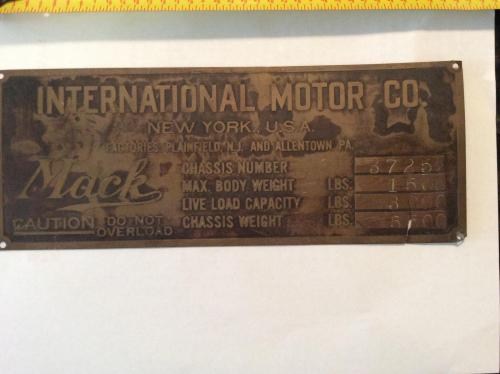 INTERNATIONAL MOTOR CO.
NEW YORK, U.S.A.
FACTORIES: PLAINFIELD, N.J. AND ALLENTOWN, PA.
Mack
CHASSIS NUMBER
MAX. BODY WEIGHT LBS. 1500
LIVE LOAD CAPACITY LBS.
CHASSIS WEIGHT LBS.
CAUTION DO NOT OVERLOAD